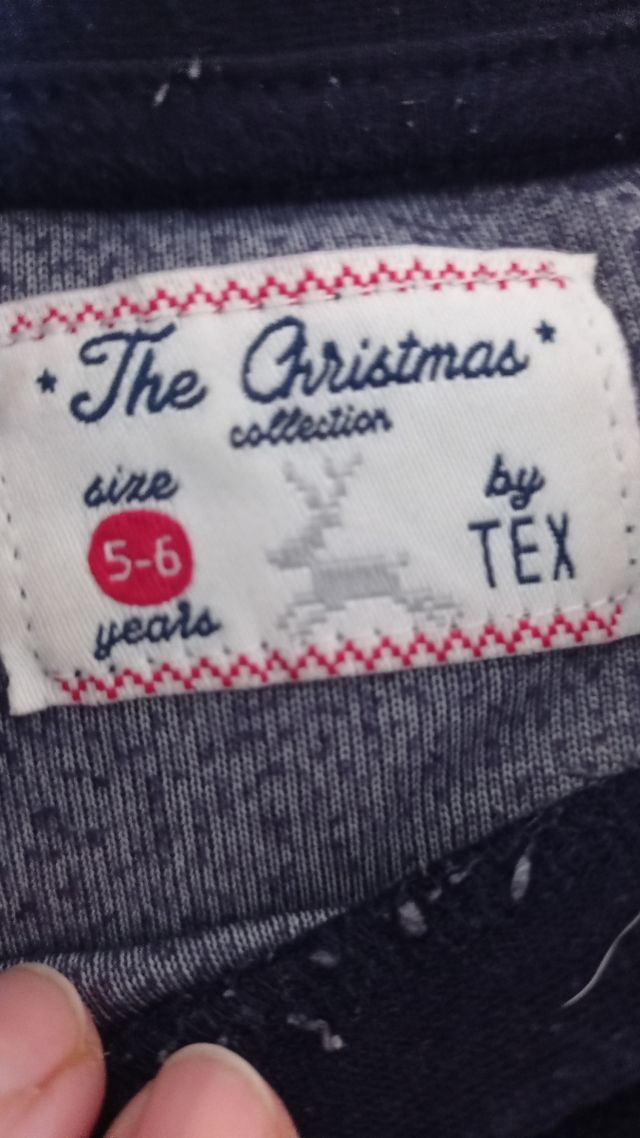 The Christmas
collection
size
5-6
years
by
TEX